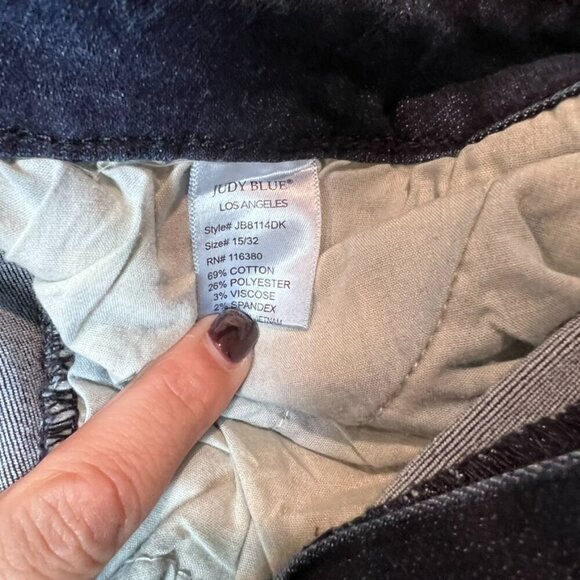 JUDY BLUE®
LOS ANGELES
Style# JB8114DK
Size# 15/32
RN# 116380
69% COTTON
26% POLYESTER
3% VISCOSE
2% SPANDEX